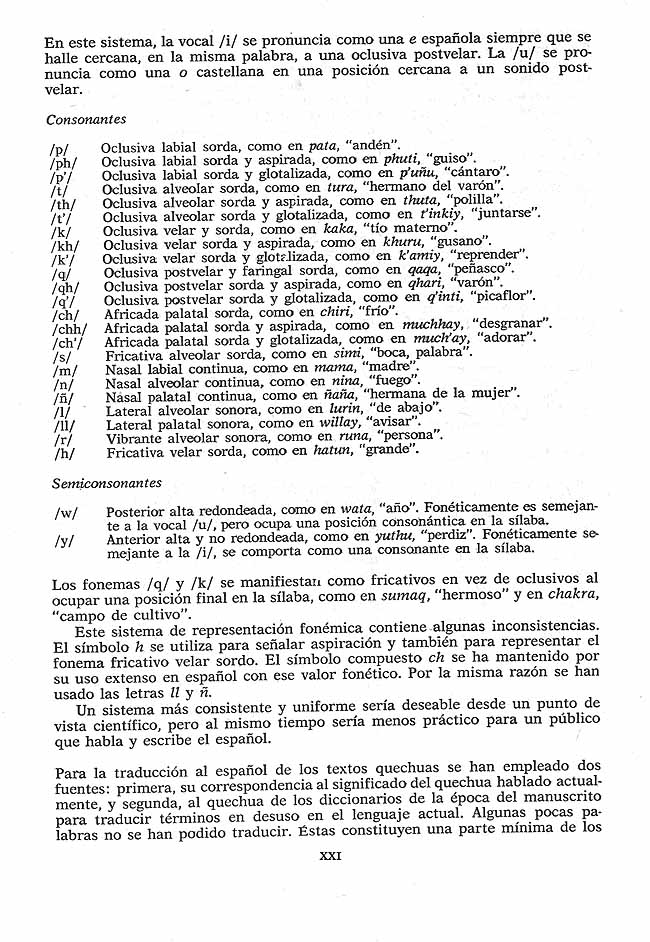 En este sistema, la vocal /i/ se pronuncia como una e española siempre que se
halle cercana, en la misma palabra, a una oclusiva postvelar. La /u/ se pro-
nuncia como una o castellana en una posición cercana a un sonido post-
velar.
Consonantes
/p/ Oclusiva labial sorda, como en pata, “andén”.
/ph/ Oclusiva labial sorda y aspirada, como en phuti, “guiso”.
/p’/ Oclusiva labial sorda y glotalizada, como en p’uñu, “cántaro”.
/t/ Oclusiva alveolar sorda, como en tura, “hermano del varón”.
/th/ Oclusiva alveolar sorda y aspirada, como en thuta, “polilla”.
/t’/ Oclusiva alveolar sorda y glotalizada, como en t’inkiy, “juntarse”.
/k/ Oclusiva velar y sorda, como en kaka, “tío materno”.
/kh/ Oclusiva velar sorda y aspirada, como en khuru, “gusano”.
/k’/ Oclusiva velar sorda y glotalizada, como en k’amiy, “reprender”.
/q/ Oclusiva postvelar y faringal sorda, como en qaqa, “peñasco”.
/qh/ Oclusiva postvelar sorda y aspirada, como en qhari, “varón”.
/q’/ Oclusiva postvelar sorda y glotalizada, como en q’inti, “picaflor”.
/ch/ Africada palatal sorda, como en chiri, “frío”.
/chh/ Africada palatal sorda y aspirada, como en muchhay, “desgranar”.
/ch’/ Africada palatal sorda y glotalizada, como en much’ay, “adorar”.
/s/ Fricativa alveolar sorda, como en simi, “boca, palabra”.
/m/ Nasal labial continua, como en mama, “madre”.
/n/ Nasal alveolar continua, como en nina, “fuego”.
/ñ/ Nasal palatal continua, como en ñaña, “hermana de la mujer”.
/l/ Lateral alveolar sonora, como en lurin, “de abajo”.
/ll/ Lateral palatal sonora, como en willay, “avisar”.
/r/ Vibrante alveolar sonora, como en runa, “persona”.
/h/ Fricativa velar sorda, como en hatun, “grande”.
Semiconsonantes
/w/ Posterior alta redondeada, como en wata, “año”. Fonéticamente es semejan-
te a la vocal /u/, pero ocupa una posición consonántica en la sílaba.
/y/ Anterior alta y no redondeada, como en yuthu, “perdiz”. Fonéticamente se-
mejante a la /i/, se comporta como una consonante en la sílaba.
Los fonemas /q/ y /k/ se manifiestan como fricativos en vez de oclusivos al
ocupar una posición final en la sílaba, como en sumaq, “hermoso” y en chakra,
“campo de cultivo”.
Este sistema de representación fonémica contiene algunas inconsistencias.
El símbolo h se utiliza para señalar aspiración y también para representar el
fonema fricativo velar sordo. El símbolo compuesto ch se ha mantenido por
su uso extenso en español con ese valor fonético. Por la misma razón se han
usado las letras ll y ñ.
Un sistema más consistente y uniforme sería deseable desde un punto de
vista científico, pero al mismo tiempo sería menos práctico para un público
que habla y escribe el español.
Para la traducción al español de los textos quechuas se han empleado dos
fuentes: primera, su correspondencia al significado del quechua hablado actual-
mente, y segunda, al quechua de los diccionarios de la época del manuscrito
para traducir términos en desuso en el lenguaje actual. Algunas pocas pa-
labras no se han podido traducir. Éstas constituyen una parte mínima de los
XXI